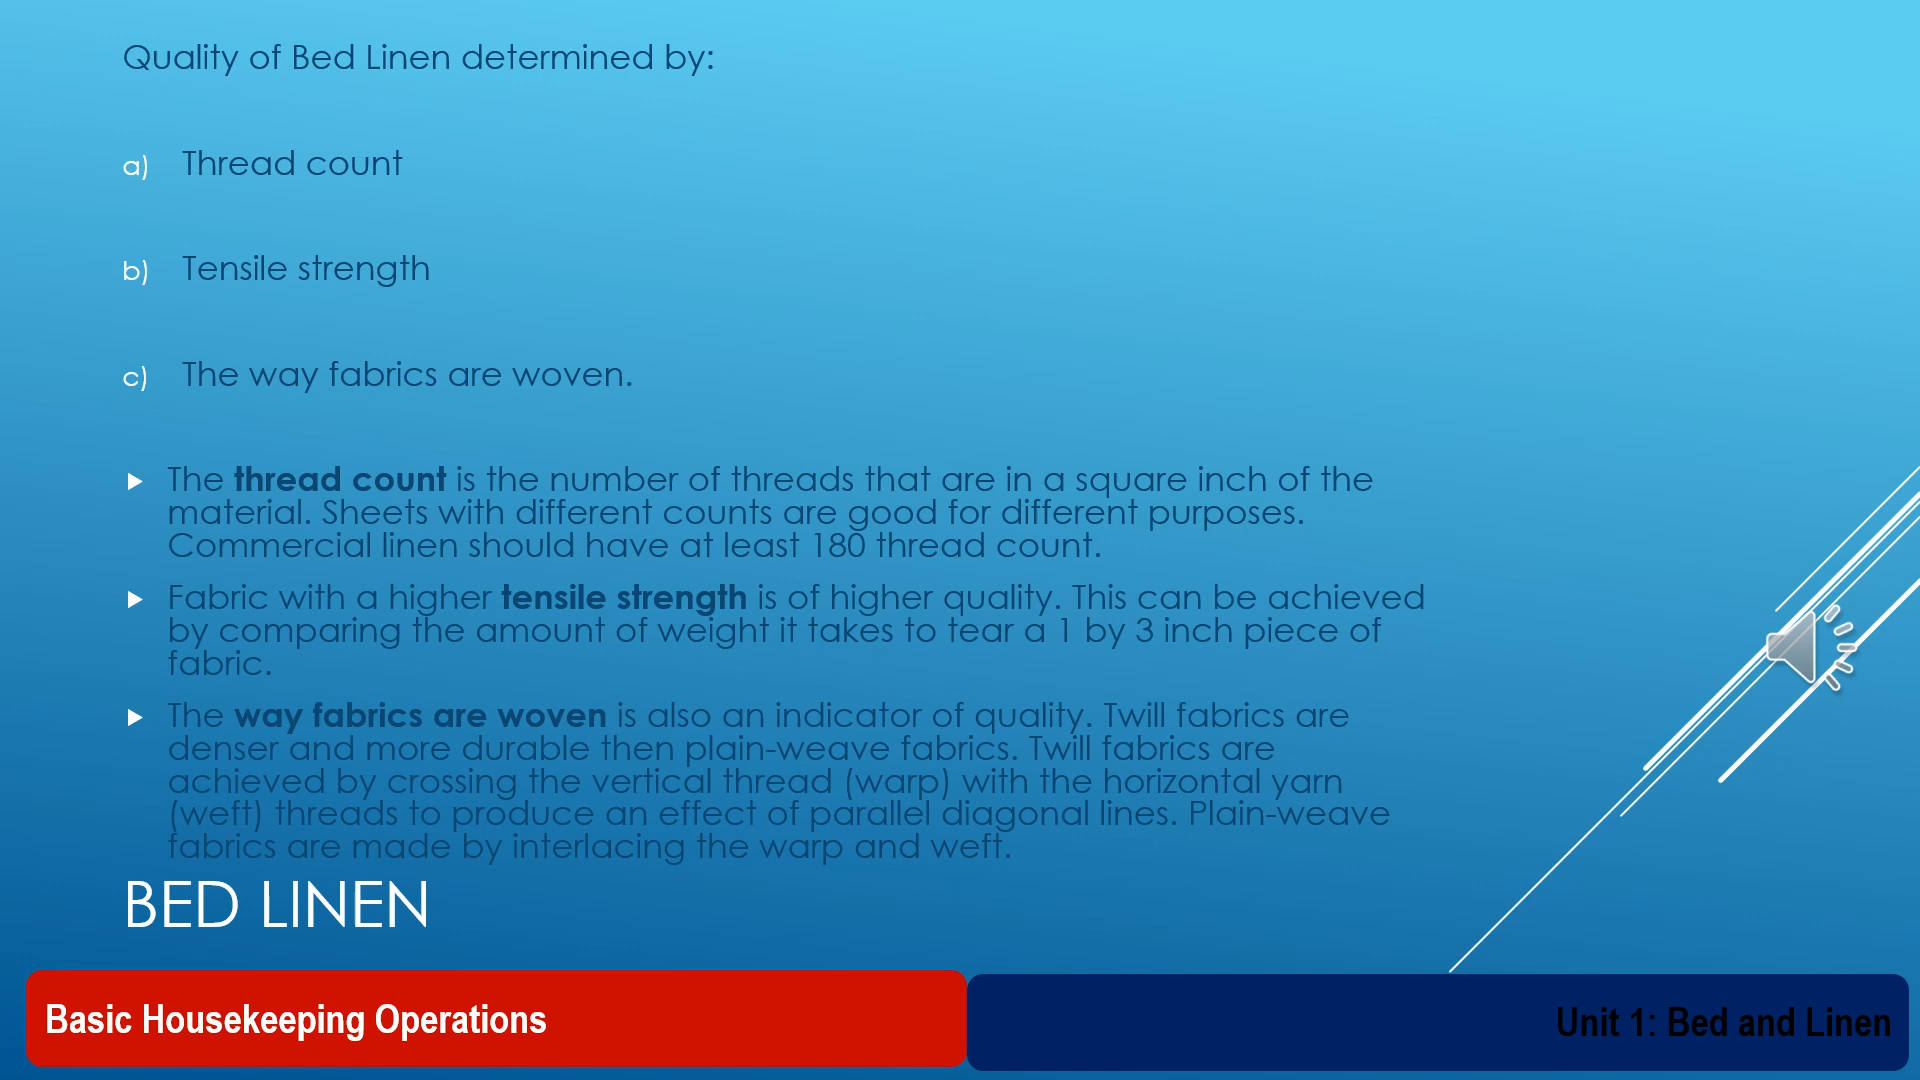 Quality of Bed Linen determined by:
a) Thread count
b) Tensile strength
c) The way fabrics are woven.
The thread count is the number of threads that are in a square inch of the
material. Sheets with different counts are good for different purposes.
Commercial linen should have at least 180 thread count.
Fabric with a higher tensile strength is of higher quality. This can be achieved
by comparing the amount of weight it takes to tear a 1 by 3 inch piece of
fabric.
The way fabrics are woven is also an indicator of quality. Twill fabrics are
denser and more durable then plain-weave fabrics. Twill fabrics are
achieved by crossing the vertical thread (warp) with the horizontal yarn
(weft) threads to produce an effect of parallel diagonal lines. Plain-weave
fabrics are made by interlacing the warp and weft.
BED LINEN
Basic Housekeeping Operations
Unit 1: Bed and Linen